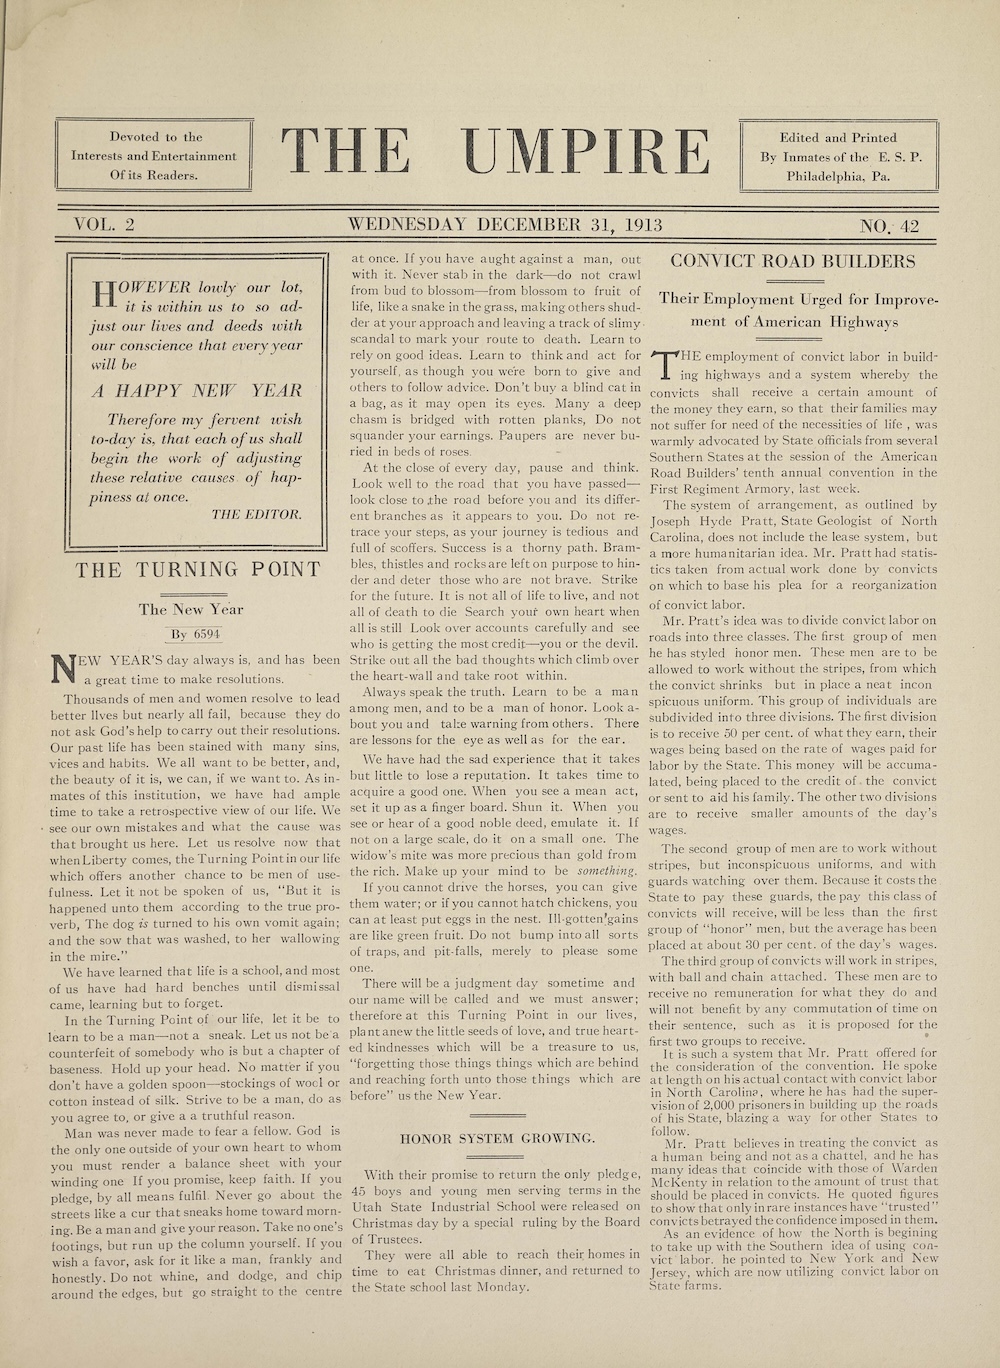 Devoted to the
Interests and Entertainment
Of its Readers.
THE UMPIRE
Edited and Printed
By Inmates of the E. S. P.
Philadelphia, Pa.
VOL. 2
WEDNESDAY DECEMBER 31, 1913
NO. 42
HOWEVER lowly our lot,
it is within us to so ad-
just our lives and deeds with
our conscience that every year
will be
A HAPPY NEW YEAR
Therefore my fervent wish
to-day is, that each of us shall
begin the work of adjusting
these relative causes of hap-
piness at once.
THE EDITOR.
THE TURNING POINT
The New Year
By 6594
NEW YEAR'S day always is, and has been
a great time to make resolutions.
Thousands of men and women resolve to lead
better lives but nearly all fail, because they do
not ask God's help to carry out their resolutions.
Our past life has been stained with many sins,
vices and habits. We all want to be better, and,
the beauty of it is, we can, if we want to. As in-
mates of this institution, we have had ample
time to take a retrospective view of our life. We
see our own mistakes and what the cause was
that brought us here. Let us resolve now that
when Liberty comes, the Turning Point in our life
which offers another chance to be men of use-
fulness. Let it not be spoken of us, "But it is
happened unto them according to the true pro-
verb, The dog is turned to his own vomit again;
and the sow that was washed, to her wallowing
in the mire."
We have learned that life is a school, and most
of us have had hard benches until dismissal
came, learning but to forget.
In the Turning Point of our life, let it be to
learn to be a man—not a sneak. Let us not be a
counterfeit of somebody who is but a chapter of
baseness. Hold up your head. No matter if you
don't have a golden spoon—stockings of wool or
cotton instead of silk. Strive to be a man, do as
you agree to, or give a a truthful reason.
Man was never made to fear a fellow. God is
the only one outside of your own heart to whom
you must render a balance sheet with your
winding one If you promise, keep faith. If you
pledge, by all means fulfil. Never go about the
streets like a cur that sneaks home toward morn-
ing. Be a man and give your reason. Take no one's
footings, but run up the column yourself. If you
wish a favor, ask for it like a man, frankly and
honestly. Do not whine, and dodge, and chip
around the edges, but go straight to the centre
at once. If you have aught against a man, out
with it. Never stab in the dark—do not crawl
from bud to blossom—from blossom to fruit of
life, like a snake in the grass, making others shud-
der at your approach and leaving a track of slimy
scandal to mark your route to death. Learn to
rely on good ideas. Learn to think and act for
yourself, as though you we're born to give and
others to follow advice. Don't buy a blind cat in
a bag, as it may open its eyes. Many a deep
chasm is bridged with rotten planks, Do not
squander your earnings. Paupers are never bu-
ried in beds of roses.
At the close of every day, pause and think.
Look well to the road that you have passed—
look close to the road before you and its differ-
ent branches as it appears to you. Do not re-
trace your steps, as your journey is tedious and
full of scoffers. Success is a thorny path. Bram-
bles, thistles and rocks are left on purpose to hin-
der and deter those who are not brave. Strike
for the future. It is not all of life to live, and not
all of death to die Search your own heart when
all is still Look over accounts carefully and see
who is getting the most credit—you or the devil.
Strike out all the bad thoughts which climb over
the heart-wall and take root within.
Always speak the truth. Learn to be a man
among men, and to be a man of honor. Look a-
bout you and take warning from others. There
are lessons for the eye as well as for the ear.
We have had the sad experience that it takes
but little to lose a reputation. It takes time to
acquire a good one. When you see a mean act,
set it up as a finger board. Shun it. When you
see or hear of a good noble deed, emulate it. If
not on a large scale, do it on a small one. The
widow's mite was more precious than gold from
the rich. Make up your mind to be something.
If you cannot drive the horses, you can give
them water; or if you cannot hatch chickens, you
can at least put eggs in the nest. Ill-gotten gains
are like green fruit. Do not bump into all sorts
of traps, and pit-falls, merely to please some
one.
There will be a judgment day sometime and
our name will be called and we must answer;
therefore at this Turning Point in our lives,
plant anew the little seeds of love, and true heart-
ed kindnesses which will be a treasure to us,
"forgetting those things things which are behind
and reaching forth unto those things which are
before" us the New Year.
HONOR SYSTEM GROWING.
With their promise to return the only pledge,
45 boys and young men serving terms in the
Utah State Industrial School were released on
Christmas day by a special ruling by the Board
of Trustees.
They were all able to reach their homes in
time to eat Christmas dinner, and returned to
the State school last Monday.
CONVICT ROAD BUILDERS
Their Employment Urged for Improve-
ment of American Highways
THE employment of convict labor in build-
ing highways and a system whereby the
convicts shall receive a certain amount of
the money they earn, so that their families may
not suffer for need of the necessities of life , was
warmly advocated by State officials from several
Southern States at the session of the American
Road Builders' tenth annual convention in the
First Regiment Armory, last week.
The system of arrangement, as outlined by
Joseph Hyde Pratt, State Geologist of North
Carolina, does not include the lease system, but
a more humanitarian idea. Mr. Pratt had statis-
tics taken from actual work done by convicts
on which to base his plea for a reorganization
of convict labor.
Mr. Pratt's idea was to divide convict labor on
roads into three classes. The first group of men
he has styled honor men. These men are to be
allowed to work without the stripes, from which
the convict shrinks but in place a neat incon
spicuous uniform. This group of individuals are
subdivided into three divisions. The first division
is to receive 50 per cent. of what they earn, their
wages being based on the rate of wages paid for
labor by the State. This money will be accuma-
lated, being placed to the credit of the convict
or sent to aid his family. The other two divisions
are to receive smaller amounts of the day's
wages.
The second group of men are to work without
stripes, but inconspicuous uniforms, and with
guards watching over them. Because it costs the
State to pay these guards, the pay this class of
convicts will receive, will be less than the first
group of "honor" men, but the average has been
placed at about 30 per cent. of the day's wages.
The third group of convicts will work in stripes,
with ball and chain attached. These men are to
receive no remuneration for what they do and
will not benefit by any commutation of time on
their sentence, such as it is proposed for the
first two groups to receive.
It is such a system that Mr. Pratt offered for
the consideration of the convention. He spoke
at length on his actual contact with convict labor
in North Carolina, where he has had the super-
vision of 2,000 prisoners in building up the roads
of his State, blazing a way for other States to
follow.
Mr. Pratt believes in treating the convict as
a human being and not as a chattel, and he has
many ideas that coincide with those of Warden
McKenty in relation to the amount of trust that
should be placed in convicts. He quoted figures
to show that only in rare instances have "trusted"
convicts betrayed the confidence imposed in them.
As an evidence of how the North is begining
to take up with the Southern idea of using con-
vict labor. he pointed to New York and New
Jersey, which are now utilizing convict labor on
State farms.